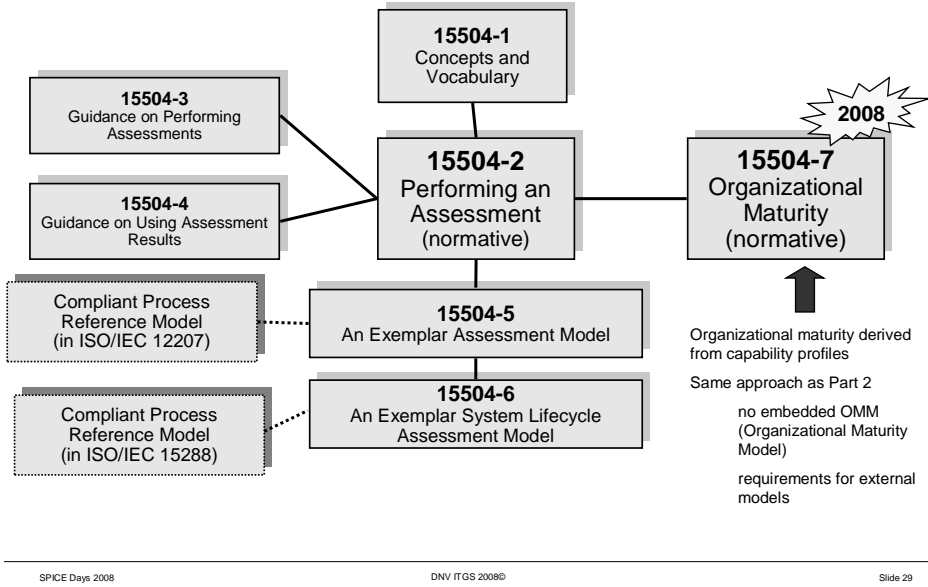 15504-1
Concepts and
Vocabulary
15504-3
Guidance on Performing
Assessments
2008
15504-2
Performing an
Assessment
(normative)
15504-7
Organizational
Maturity
(normative)
15504-4
Guidance on Using Assessment
Results
Compliant Process
Reference Model
(in ISO/IEC 12207)
15504-5
An Exemplar Assessment Model
Organizational maturity derived
from capability profiles
Same approach as Part 2
no embedded OMM
(Organizational Maturity
Model)
requirements for external
models
Compliant Process
Reference Model
(in ISO/IEC 15288)
15504-6
An Exemplar System Lifecycle
Assessment Model
SPICE Days 2008
DNV ITGS 2008©
Slide 29